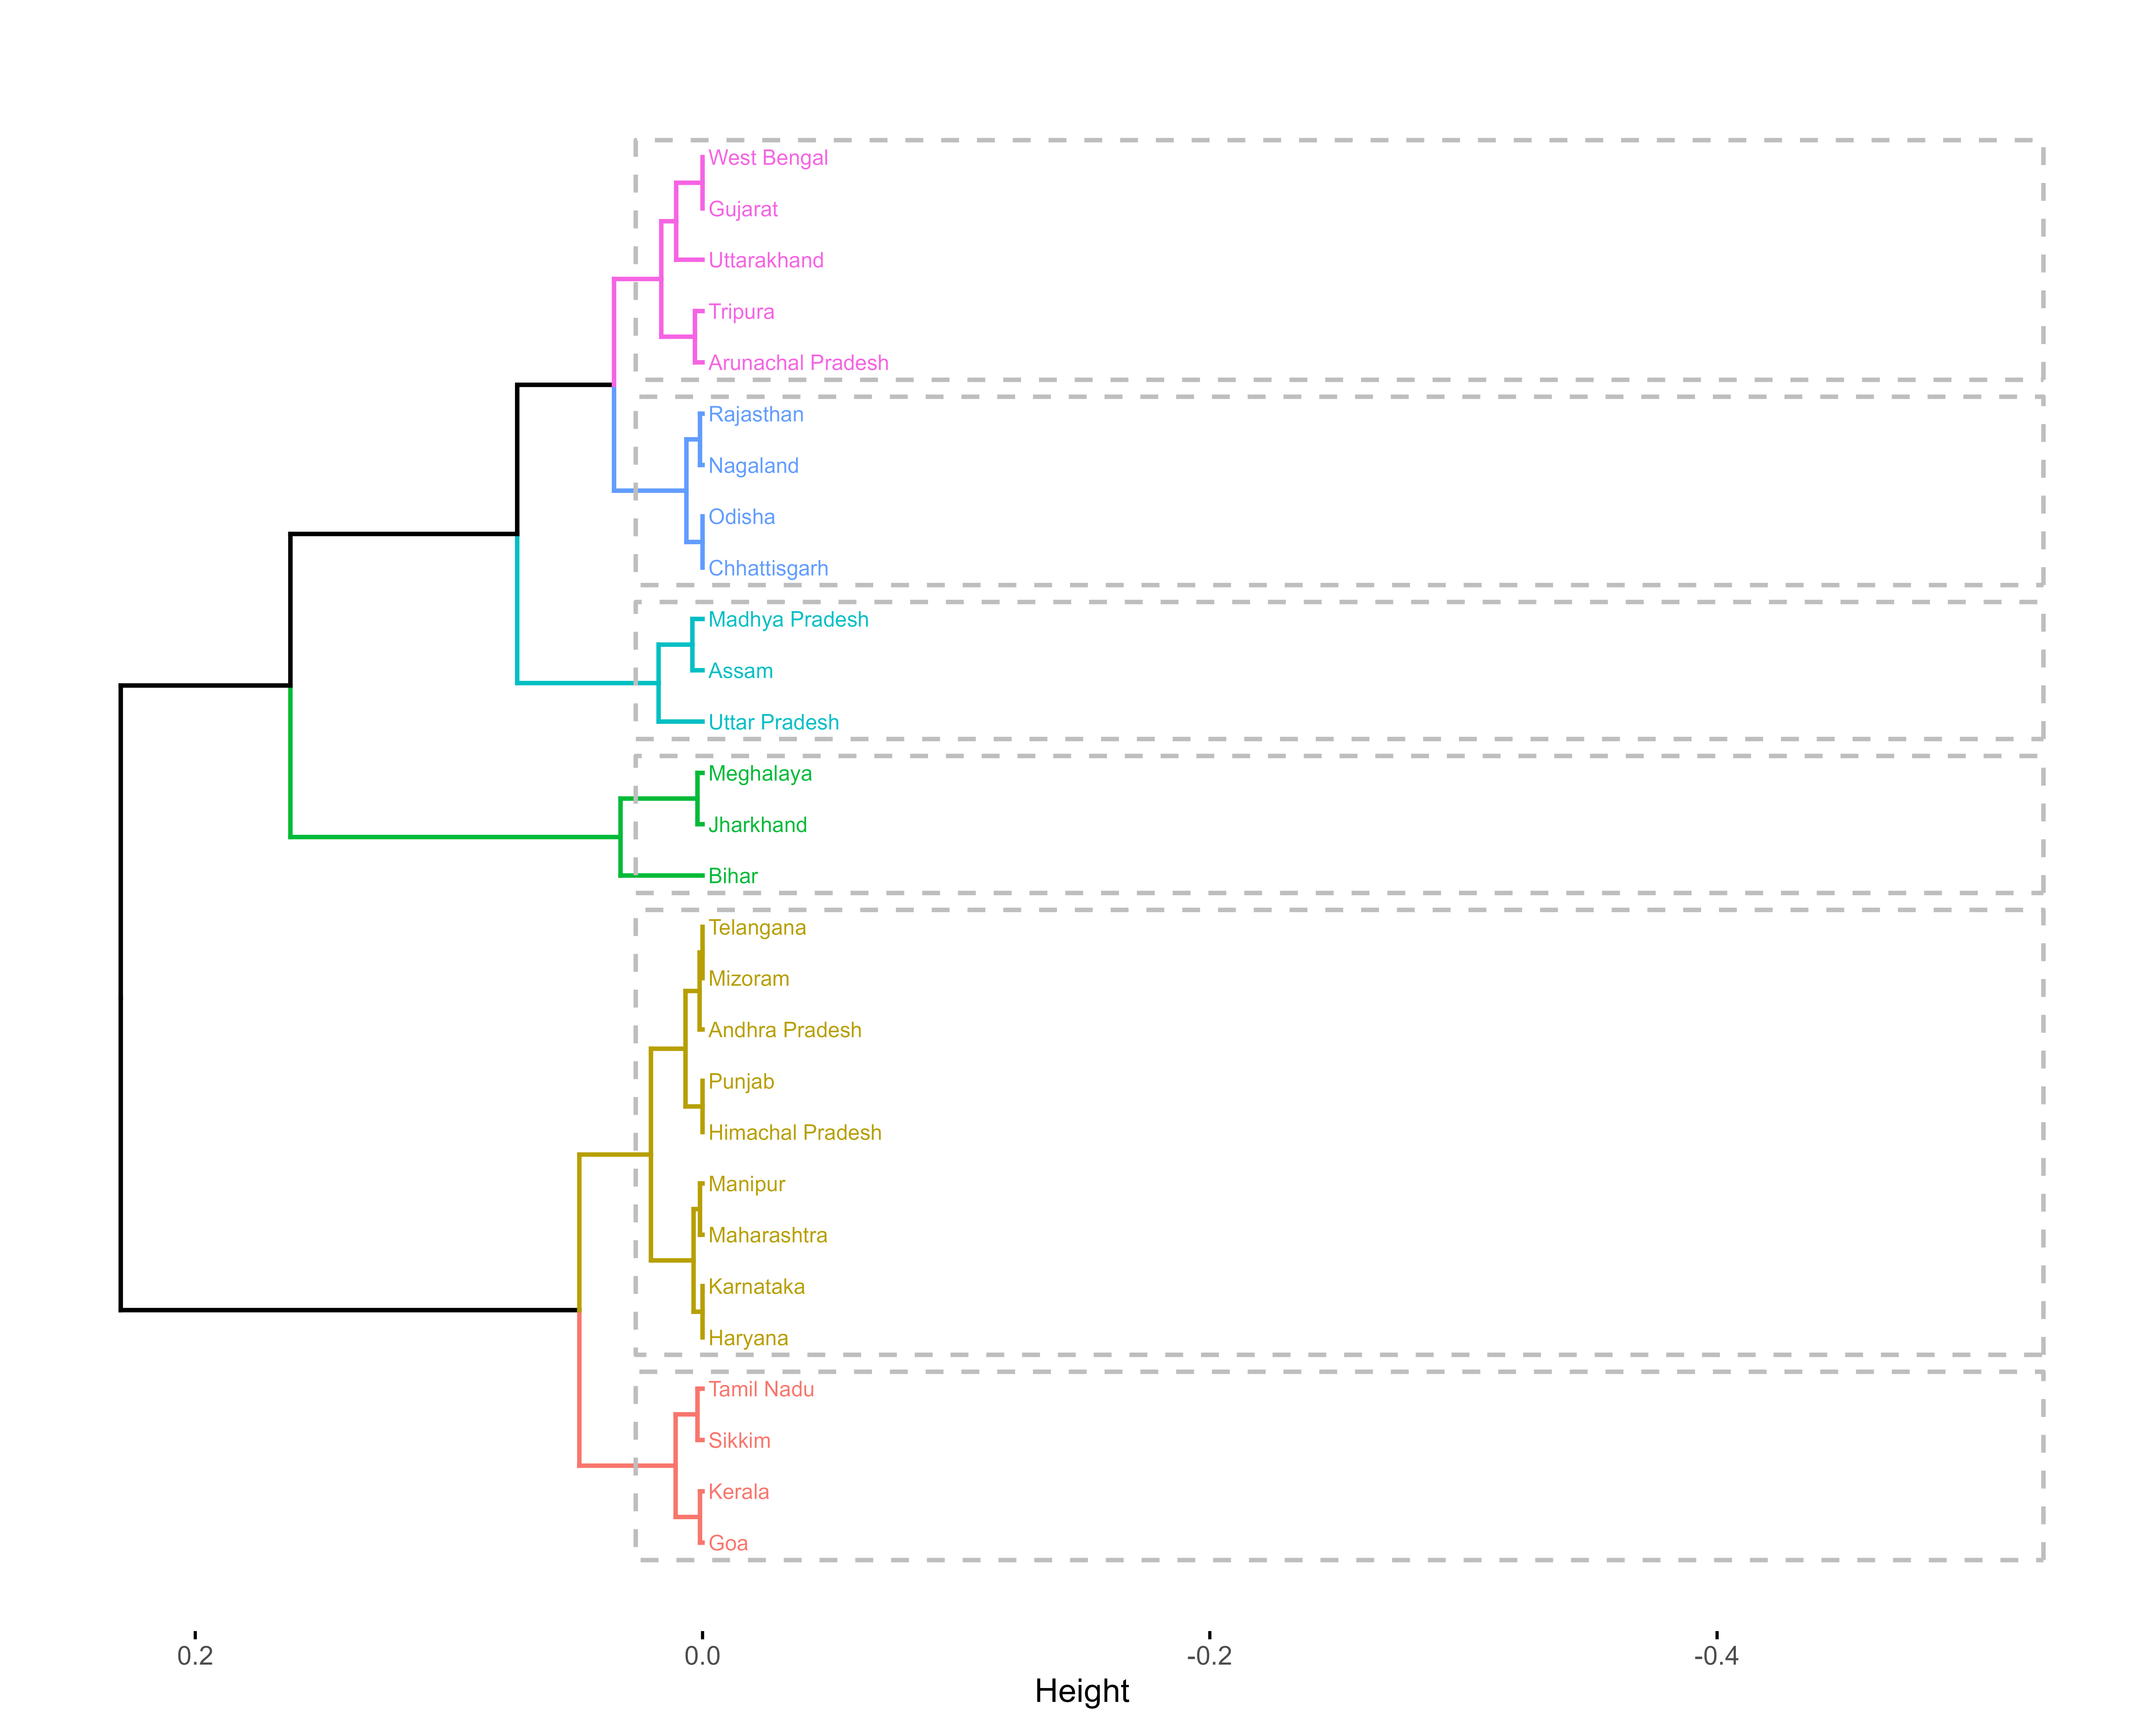 West Bengal
Gujarat
Uttarakhand
Tripura
Arunachal Pradesh
Rajasthan
Nagaland
Odisha
Chhattisgarh
Madhya Pradesh
Assam
Uttar Pradesh
Meghalaya
Jharkhand
Bihar
Telangana
Mizoram
Andhra Pradesh
Punjab
Himachal Pradesh
Manipur
Maharashtra
Karnataka
Haryana
Tamil Nadu
Sikkim
Kerala
Goa
0.2 0.0 -0.2 -0.4
Height